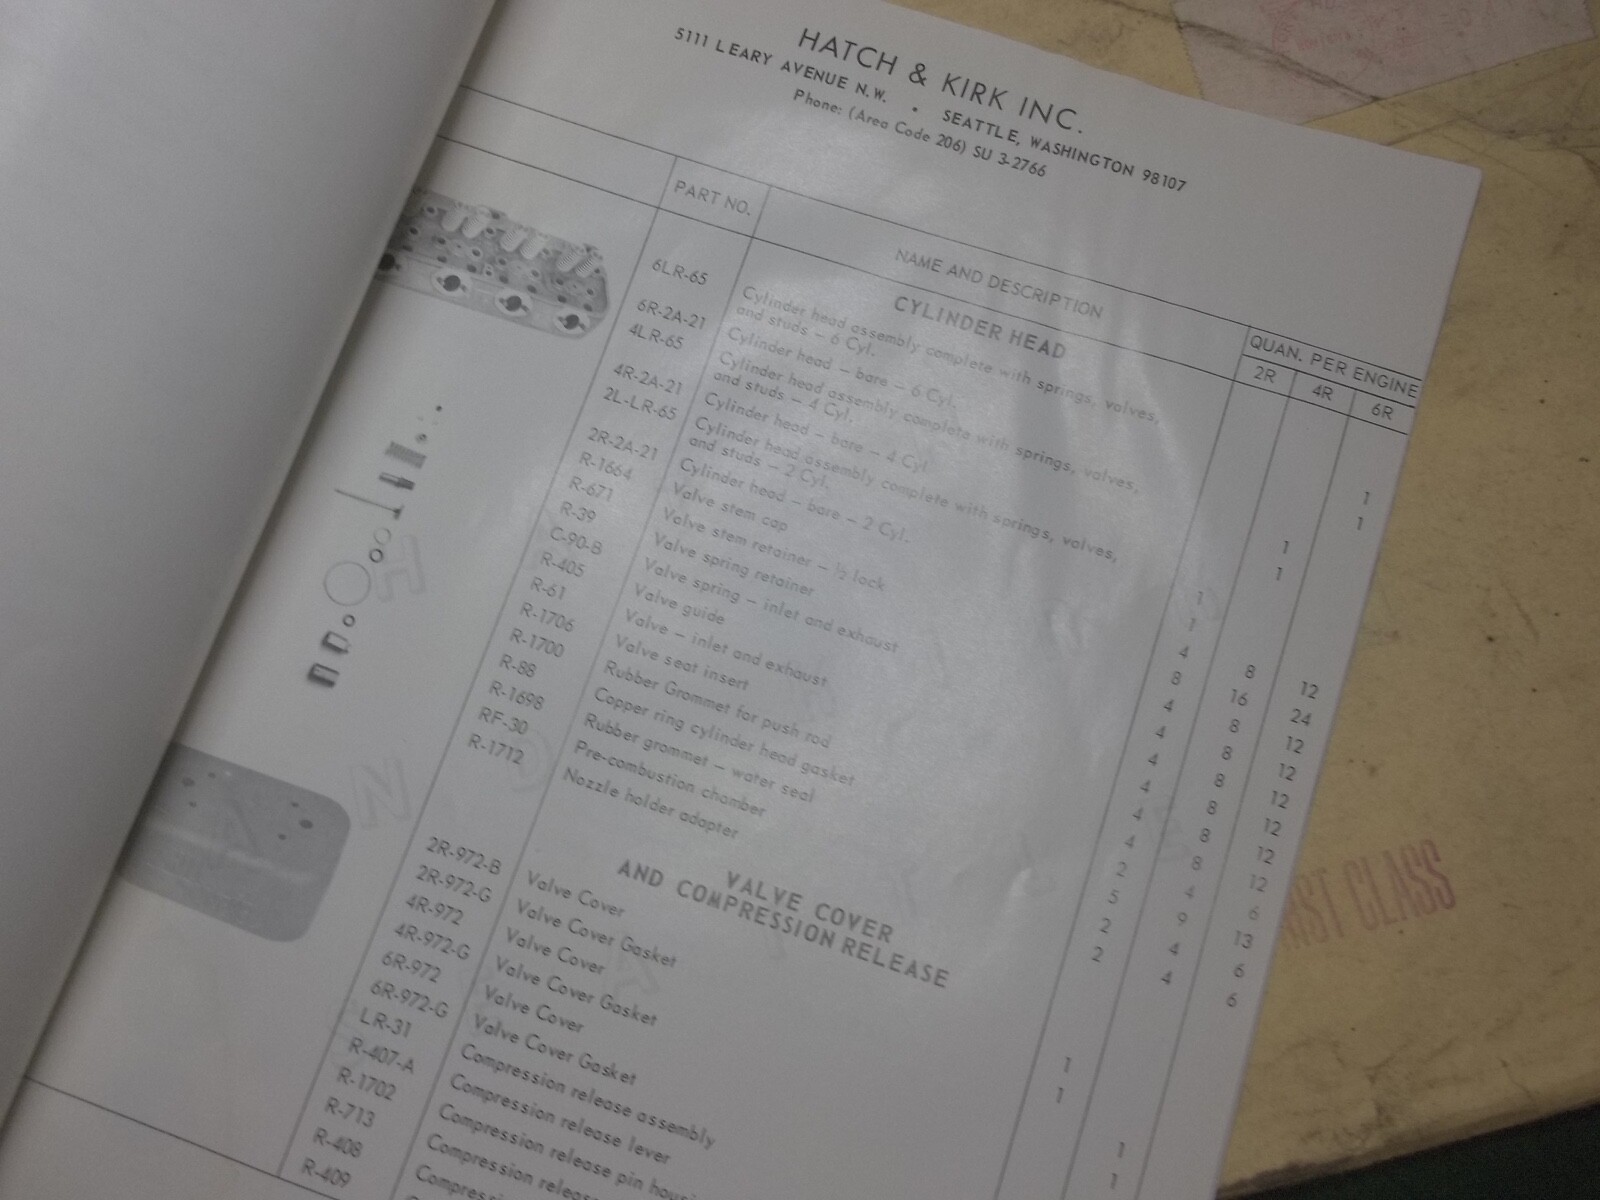 HATCH & KIRK INC.
5111 LEARY AVENUE N.W. • SEATTLE, WASHINGTON 98107
Phone: (Area Code 206) SU 3-2766
PART NO. NAME AND DESCRIPTION QUAN. PER ENGINE
2R 4R 6R
CYLINDER HEAD
6LR-65 Cylinder head assembly complete with springs, valves,
and studs – 6 Cyl. 1
6R-2A-21 Cylinder head – bare – 6 Cyl. 1
4LR-65 Cylinder head assembly complete with springs, valves,
and studs – 4 Cyl. 1
4R-2A-21 Cylinder head – bare – 4 Cyl 1
2L-LR-65 Cylinder head assembly complete with springs, valves,
and studs – 2 Cyl. 1
2R-2A-21 Cylinder head – bare – 2 Cyl. 1
R-1664 Valve stem cap 4 8 12
R-671 Valve stem retainer – ½ lock 8 16 24
R-39 Valve spring retainer 4 8 12
C-90-B Valve spring – inlet and exhaust 4 8 12
R-405 Valve guide 4 8 12
R-61 Valve – inlet and exhaust 4 8 12
R-1706 Valve seat insert 4 8 12
R-1700 Rubber Grommet for push rod 4 8 12
R-88 Copper ring cylinder head gasket 2 4 6
R-1698 Rubber grommet – water seal 5 9 13
RF-30 Pre-combustion chamber 2 4 6
R-1712 Nozzle holder adapter 2 4 6
VALVE COVER
AND COMPRESSION RELEASE
2R-972-B Valve Cover 1
2R-972-G Valve Cover Gasket 1
4R-972 Valve Cover 1
4R-972-G Valve Cover Gasket 1
6R-972 Valve Cover
6R-972-G Valve Cover Gasket
LR-31 Compression release assembly
R-407-A Compression release lever
R-1702 Compression release pin housi
R-713 Compression release
R-408 Compressi
R-409
CLASS